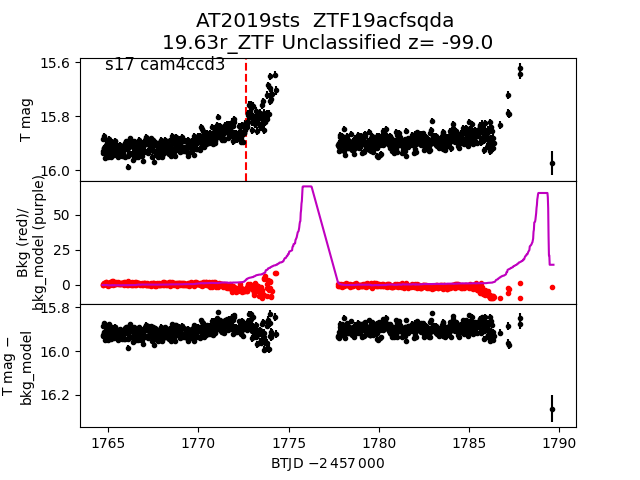 AT2019sts  ZTF19acfsqda
19.63r_ZTF Unclassified z= -99.0
s17 cam4ccd3
15.6
15.8
16.0
T mag
50
25
0
Bkg (red)/
bkg_model (purple)
15.8
16.0
16.2
T mag −
bkg_model
1765
1770
1775
1780
1785
1790
BTJD −2 457 000